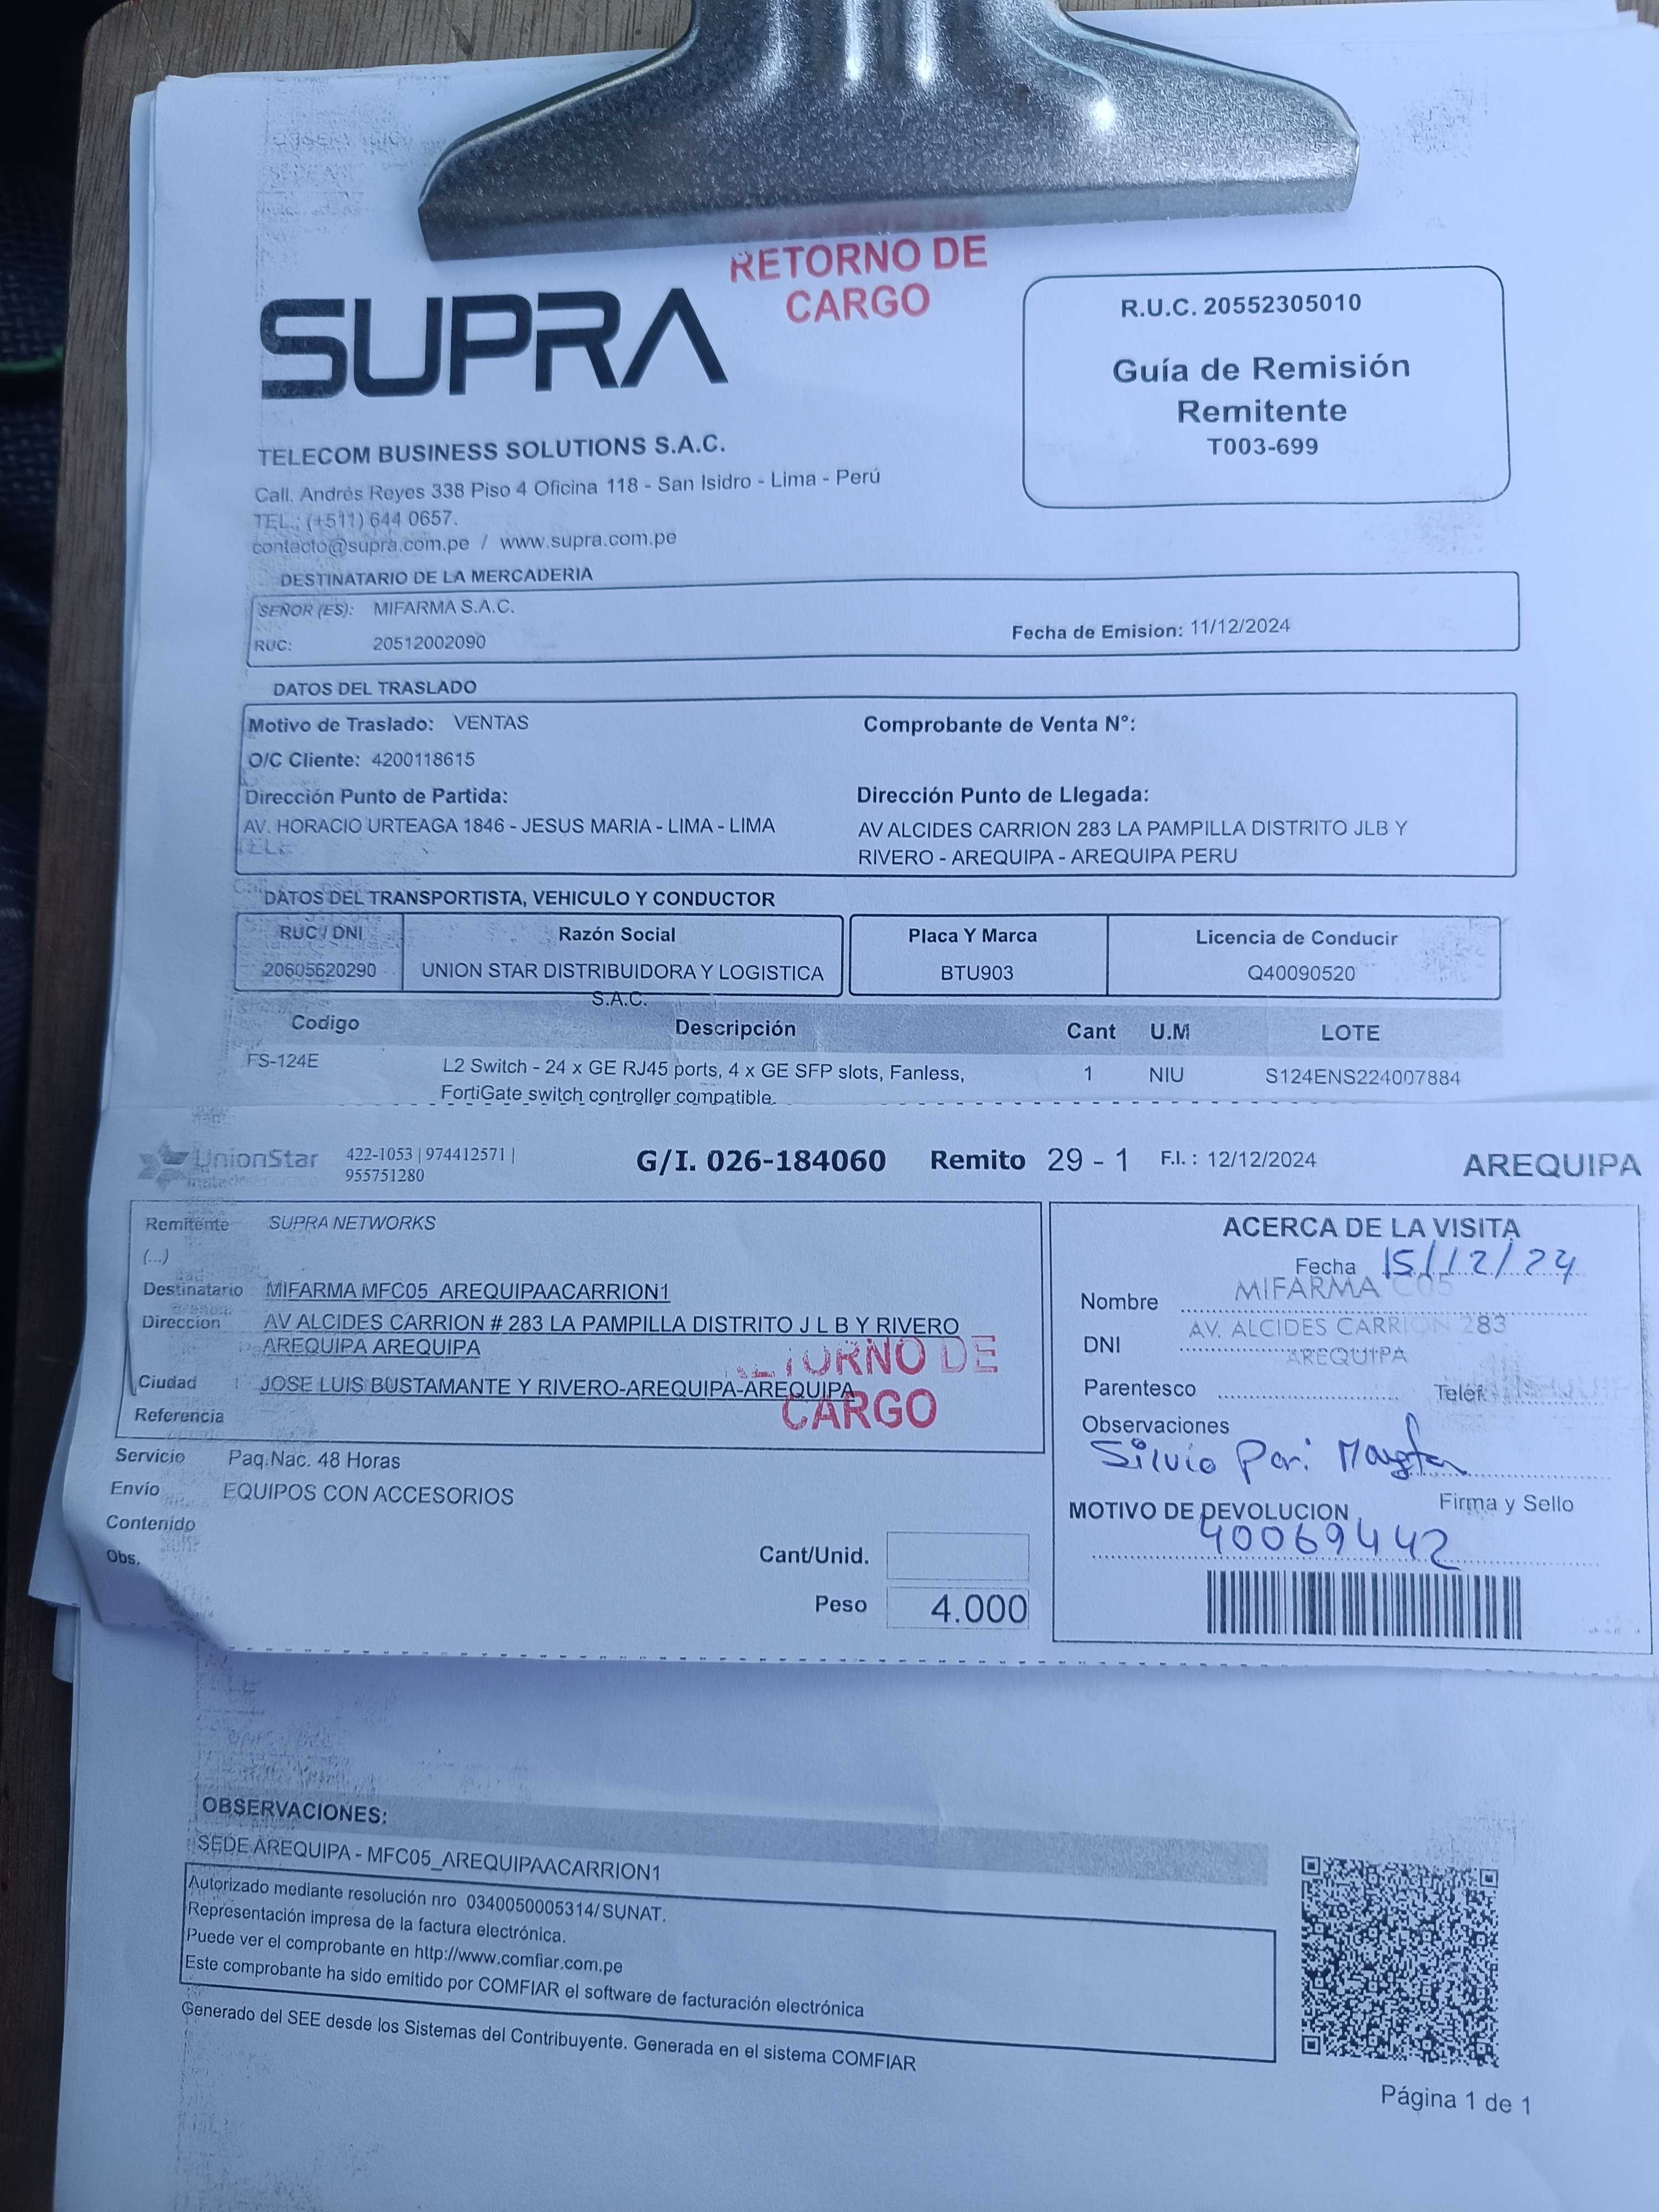 RETORNO DE
CARGO
SUPRA
R.U.C. 20552305010
Guía de Remisión
Remitente
T003-699
TELECOM BUSINESS SOLUTIONS S.A.C.
Call. Andrés Reyes 338 Piso 4 Oficina 118 - San Isidro - Lima - Perú
TEL.: (+511) 644 0657.
contacto@supra.com.pe / www.supra.com.pe
DESTINATARIO DE LA MERCADERIA
SEÑOR (ES): MIFARMA S.A.C.
RUC: 20512002090
Fecha de Emision: 11/12/2024
DATOS DEL TRASLADO
Motivo de Traslado: VENTAS
Comprobante de Venta N°:
O/C Cliente: 4200118615
Dirección Punto de Partida:
AV. HORACIO URTEAGA 1846 - JESUS MARIA - LIMA - LIMA
Dirección Punto de Llegada:
AV ALCIDES CARRION 283 LA PAMPILLA DISTRITO JLB Y
RIVERO - AREQUIPA - AREQUIPA PERU
DATOS DEL TRANSPORTISTA, VEHICULO Y CONDUCTOR
RUC / DNI Razón Social Placa Y Marca Licencia de Conducir
20605620290 UNION STAR DISTRIBUIDORA Y LOGISTICA BTU903 Q40090520
S.A.C.
Codigo Descripción Cant U.M LOTE
FS-124E L2 Switch - 24 x GE RJ45 ports, 4 x GE SFP slots, Fanless, 1 NIU S124ENS224007884
FortiGate switch controller compatible.
UnionStar
422-1053 | 974412571 |
955751280
G/I. 026-184060 Remito 29 - 1 F.I. : 12/12/2024 AREQUIPA
Remitente SUPRA NETWORKS
(...)
Destinatario MIFARMA MFC05_AREQUIPAACARRION1
Direccion AV ALCIDES CARRION # 283 LA PAMPILLA DISTRITO J L B Y RIVERO
AREQUIPA AREQUIPA
Ciudad : JOSE LUIS BUSTAMANTE Y RIVERO-AREQUIPA-AREQUIPA
Referencia
RETORNO DE
CARGO
Servicio Paq.Nac. 48 Horas
Envío EQUIPOS CON ACCESORIOS
Contenido
Obs.
Cant/Unid.
Peso 4.000
ACERCA DE LA VISITA
Fecha 15/12/24
MIFARMA C05
Nombre
AV. ALCIDES CARRION 283
DNI
AREQUIPA
Parentesco Teléf.
Observaciones
Silvio Pari
Firma y Sello
MOTIVO DE DEVOLUCION
40069442
OBSERVACIONES:
SEDE AREQUIPA - MFC05_AREQUIPAACARRION1
Autorizado mediante resolución nro 0340050005314/ SUNAT.
Representación impresa de la factura electrónica.
Puede ver el comprobante en http://www.comfiar.com.pe
Este comprobante ha sido emitido por COMFIAR el software de facturación electrónica
Generado del SEE desde los Sistemas del Contribuyente. Generada en el sistema COMFIAR
Página 1 de 1